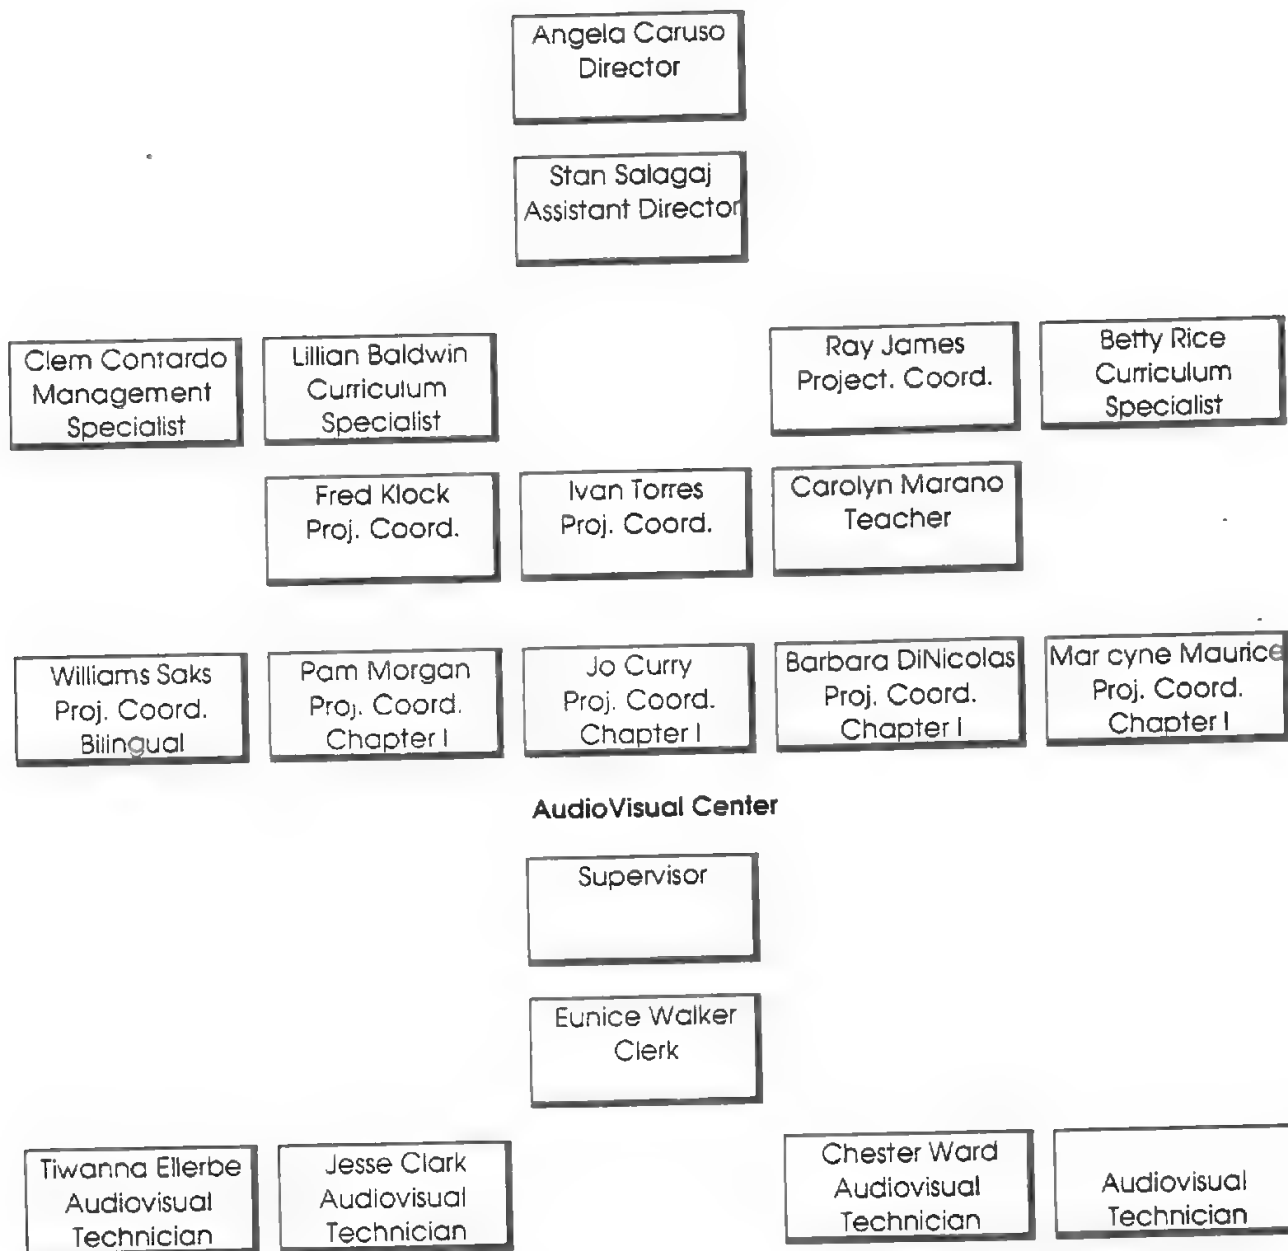 Angela Caruso
Director
Stan Salagaj
Assistant Director
Clem Contardo
Management
Specialist
Lillian Baldwin
Curriculum
Specialist
Ray James
Project. Coord.
Betty Rice
Curriculum
Specialist
Fred Klock
Proj. Coord.
Ivan Torres
Proj. Coord.
Carolyn Marano
Teacher
Williams Saks
Proj. Coord.
Bilingual
Pam Morgan
Proj. Coord.
Chapter I
Jo Curry
Proj. Coord.
Chapter I
Barbara DiNicolas
Proj. Coord.
Chapter I
Mar cyne Maurice
Proj. Coord.
Chapter I
AudioVisual Center
Supervisor
Eunice Walker
Clerk
Tiwanna Ellerbe
Audiovisual
Technician
Jesse Clark
Audiovisual
Technician
Chester Ward
Audiovisual
Technician
Audiovisual
Technician